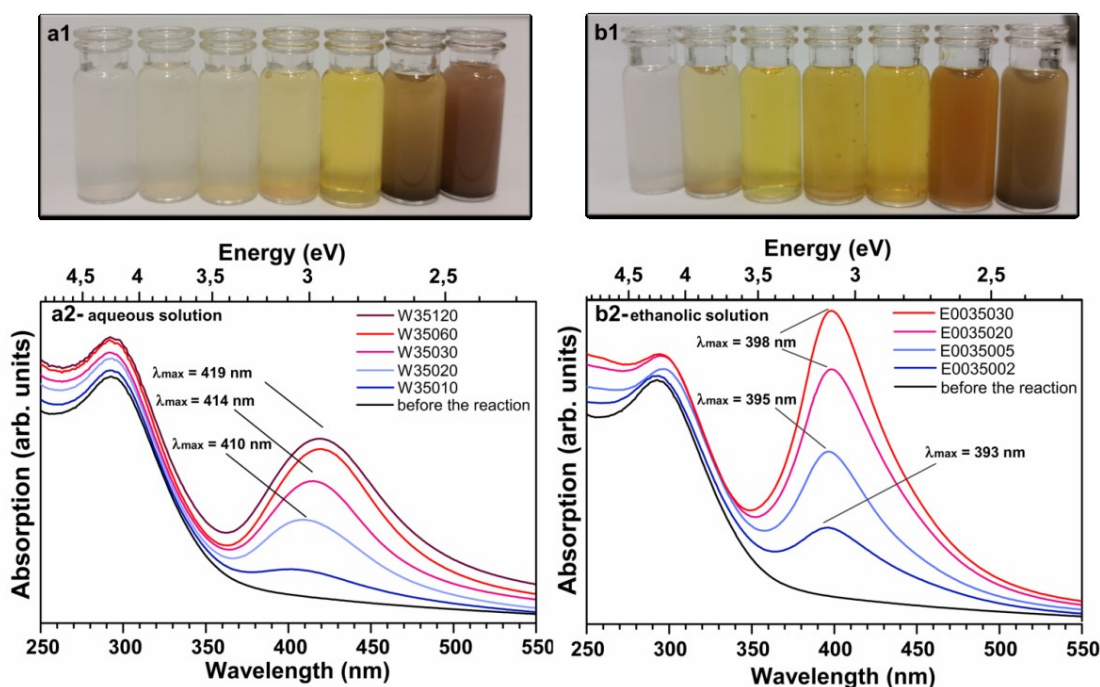 a1
b1
Energy (eV)
4,5 4 3,5 3 2,5
a2- aqueous solution
W35120
W35060
W35030
W35020
W35010
before the reaction
λmax = 419 nm
λmax = 414 nm
λmax = 410 nm
Absorption (arb. units)
250 300 350 400 450 500 550
Wavelength (nm)
Energy (eV)
4,5 4 3,5 3 2,5
b2-ethanolic solution
E0035030
E0035020
E0035005
E0035002
before the reaction
λmax = 398 nm
λmax = 395 nm
λmax = 393 nm
Absorption (arb. units)
250 300 350 400 450 500 550
Wavelength (nm)